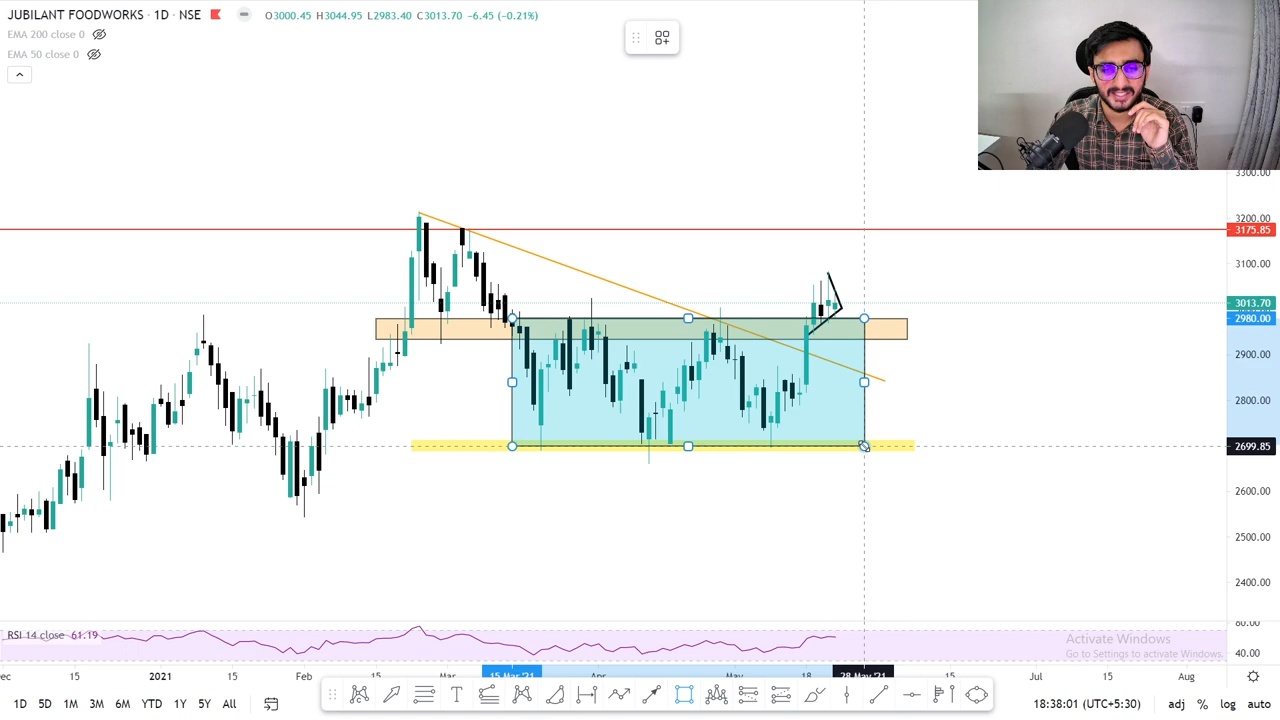 JUBILANT FOODWORKS · 1D · NSE O3000.45 H3044.95 L2983.40 C3013.70 −6.45 (−0.21%)
EMA 200 close 0
EMA 50 close 0
3300.00
3200.00
3175.85
3100.00
3013.70
2980.00
2900.00
2800.00
2699.85
2600.00
2500.00
2400.00
80.00
RSI 14 close 61.19
Activate Windows
40.00
Go to Settings to activate Windows.
15 2021 15 Feb 15 Mar 15 Mar '21 Apr May 18 28 May '21 15 Jul 15 Aug
1D 5D 1M 3M 6M YTD 1Y 5Y All 18:38:01 (UTC+5:30) adj % log auto